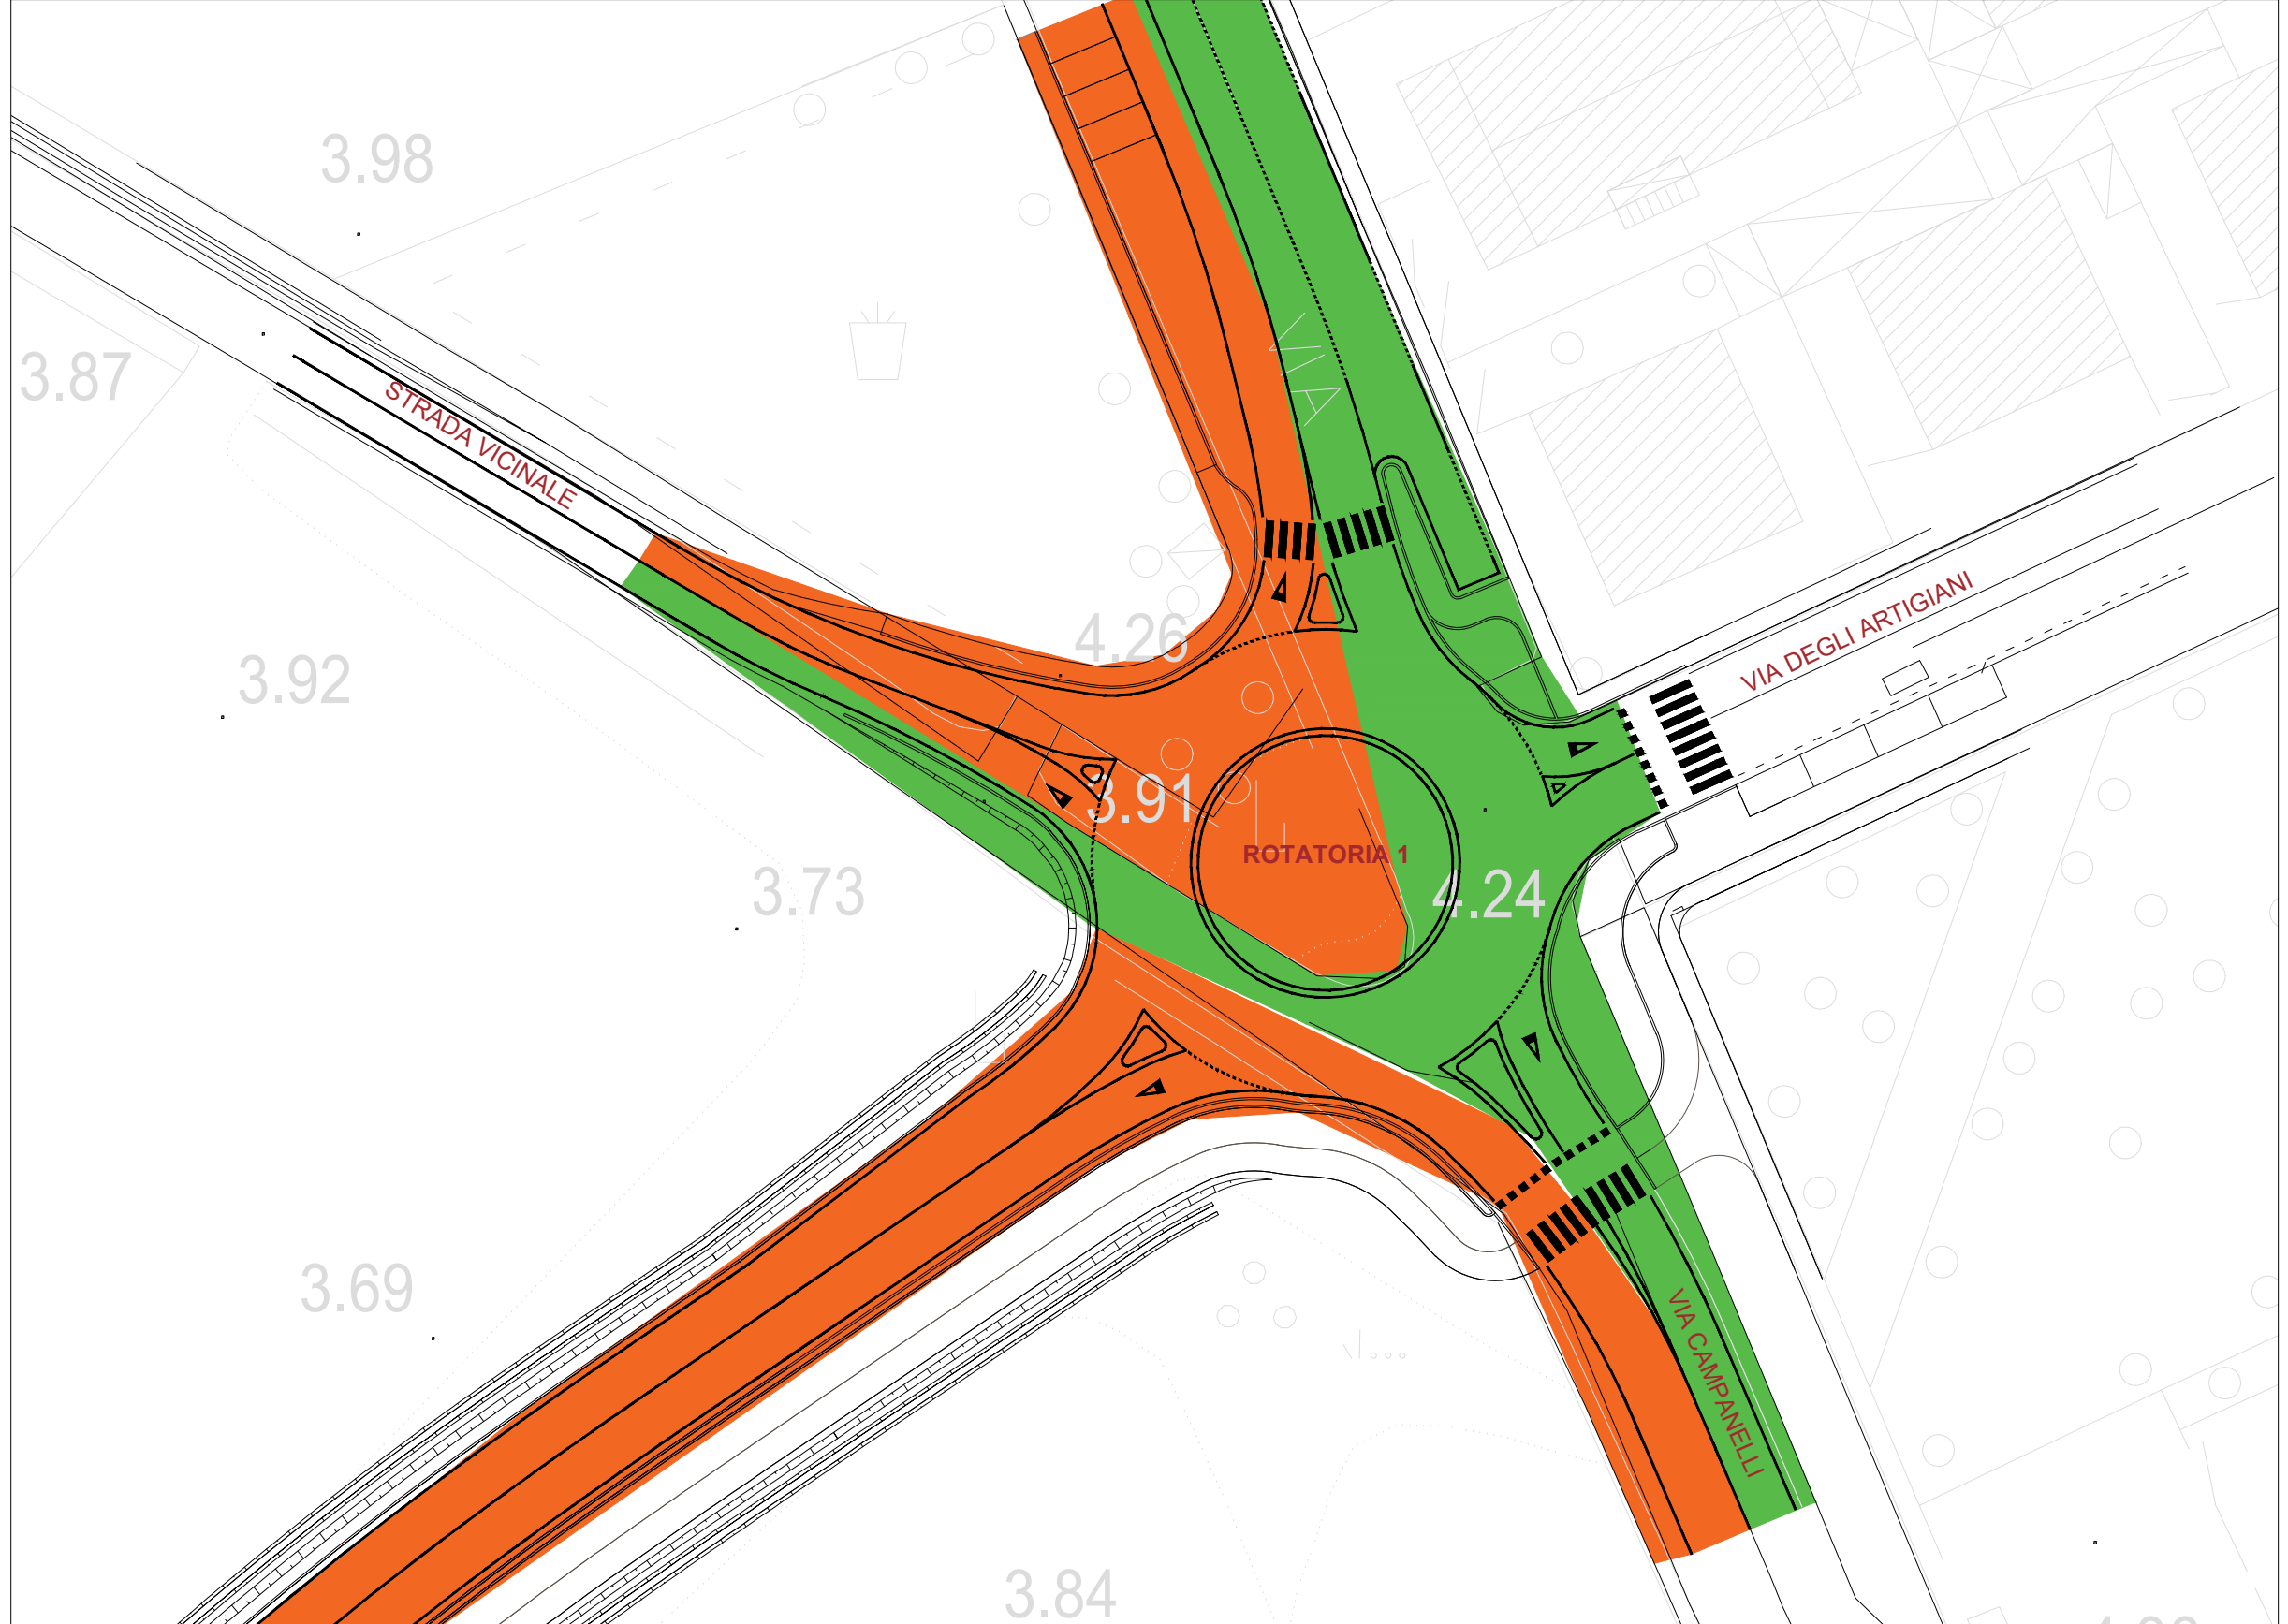 3.98
3.87
STRADA VICINALE
VIA DEGLI ARTIGIANI
4.26
3.92
3.91
ROTATORIA 1
3.73
4.24
3.69
VIA CAMPANELLI
3.84